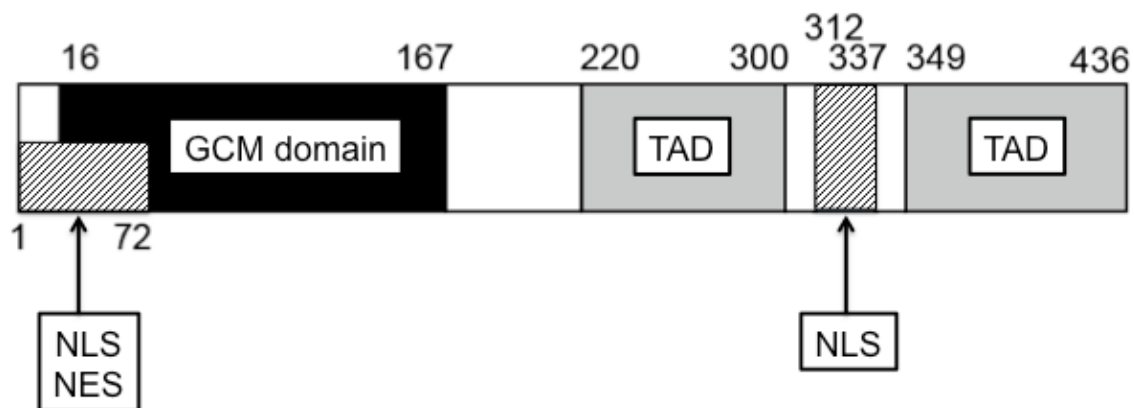 312
16 167 220 300 337 349 436
GCM domain TAD TAD
1 72
NLS NLS
NES